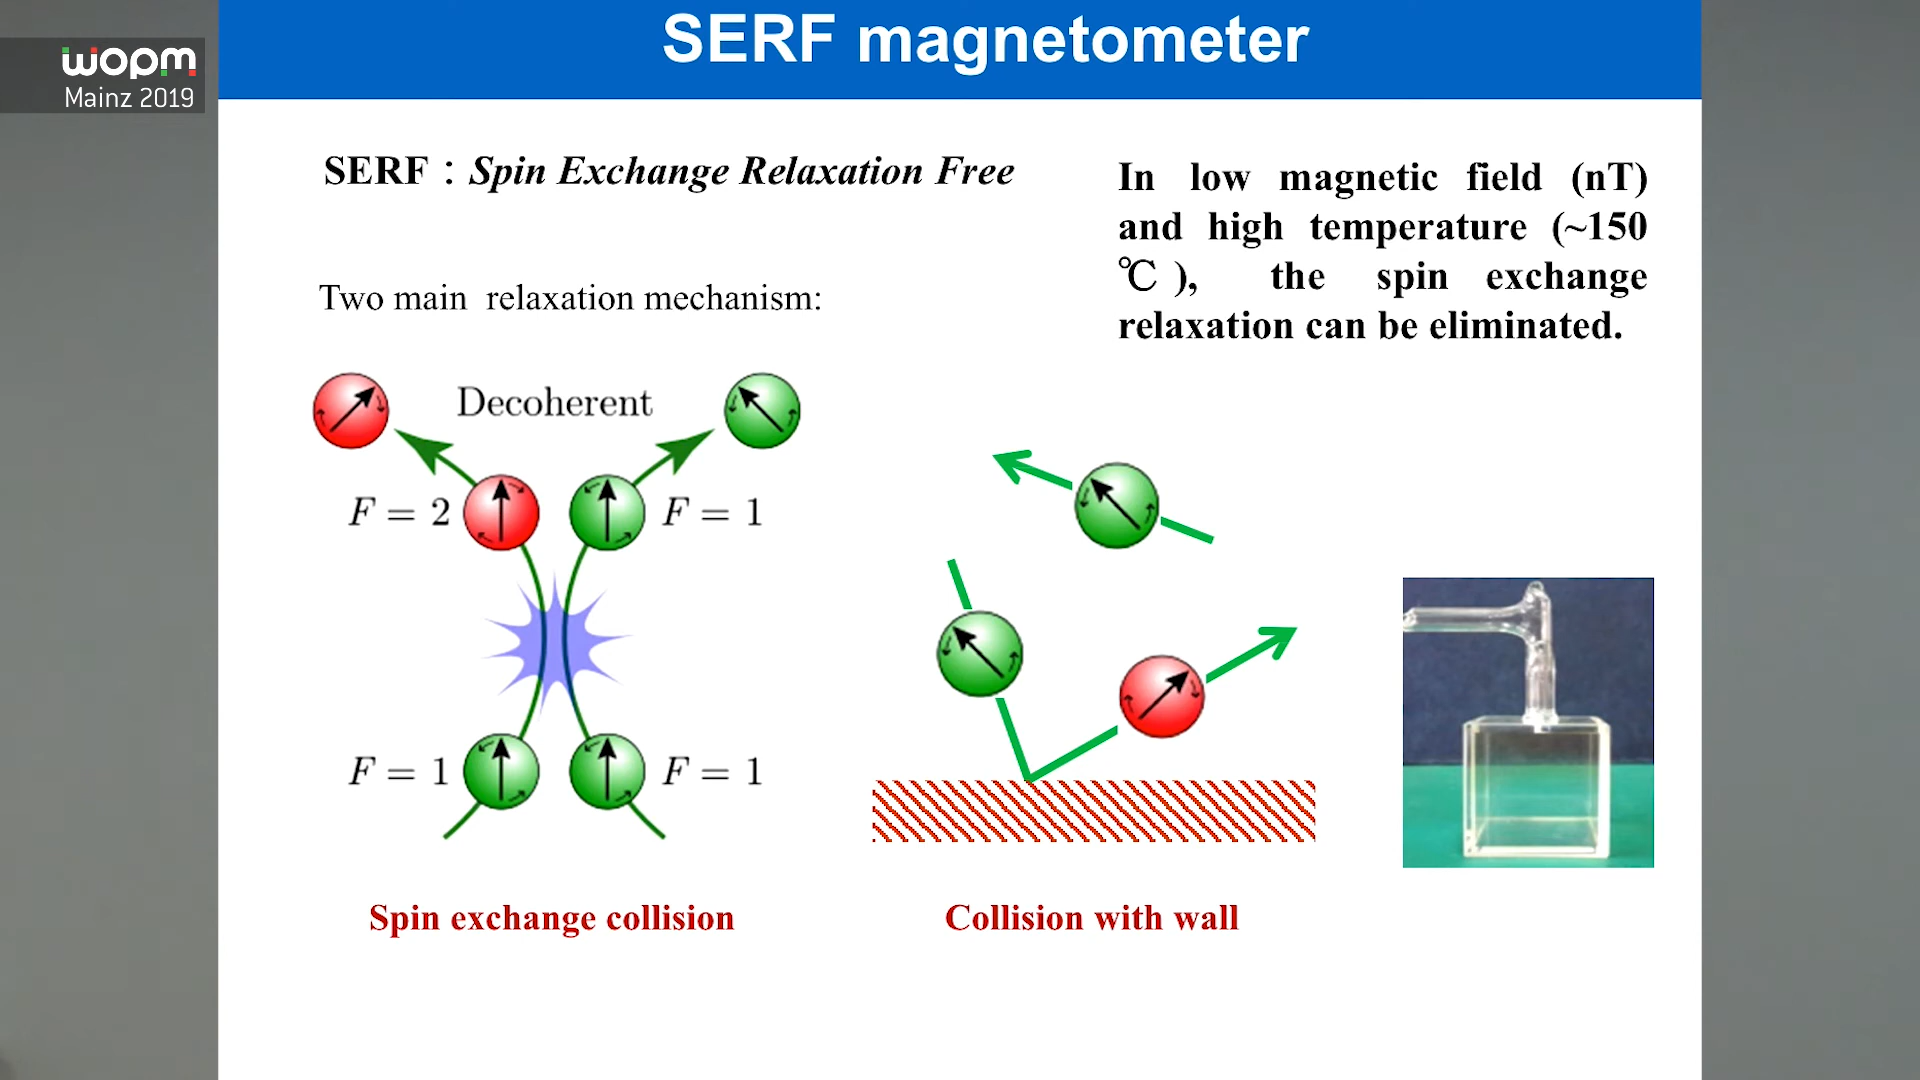 SERF magnetometer
wopm
Mainz 2019
SERF : Spin Exchange Relaxation Free
In low magnetic field (nT)
and high temperature (~150
℃ ), the spin exchange
relaxation can be eliminated.
Two main relaxation mechanism:
Decoherent
F = 2
F = 1
F = 1
F = 1
Spin exchange collision
Collision with wall